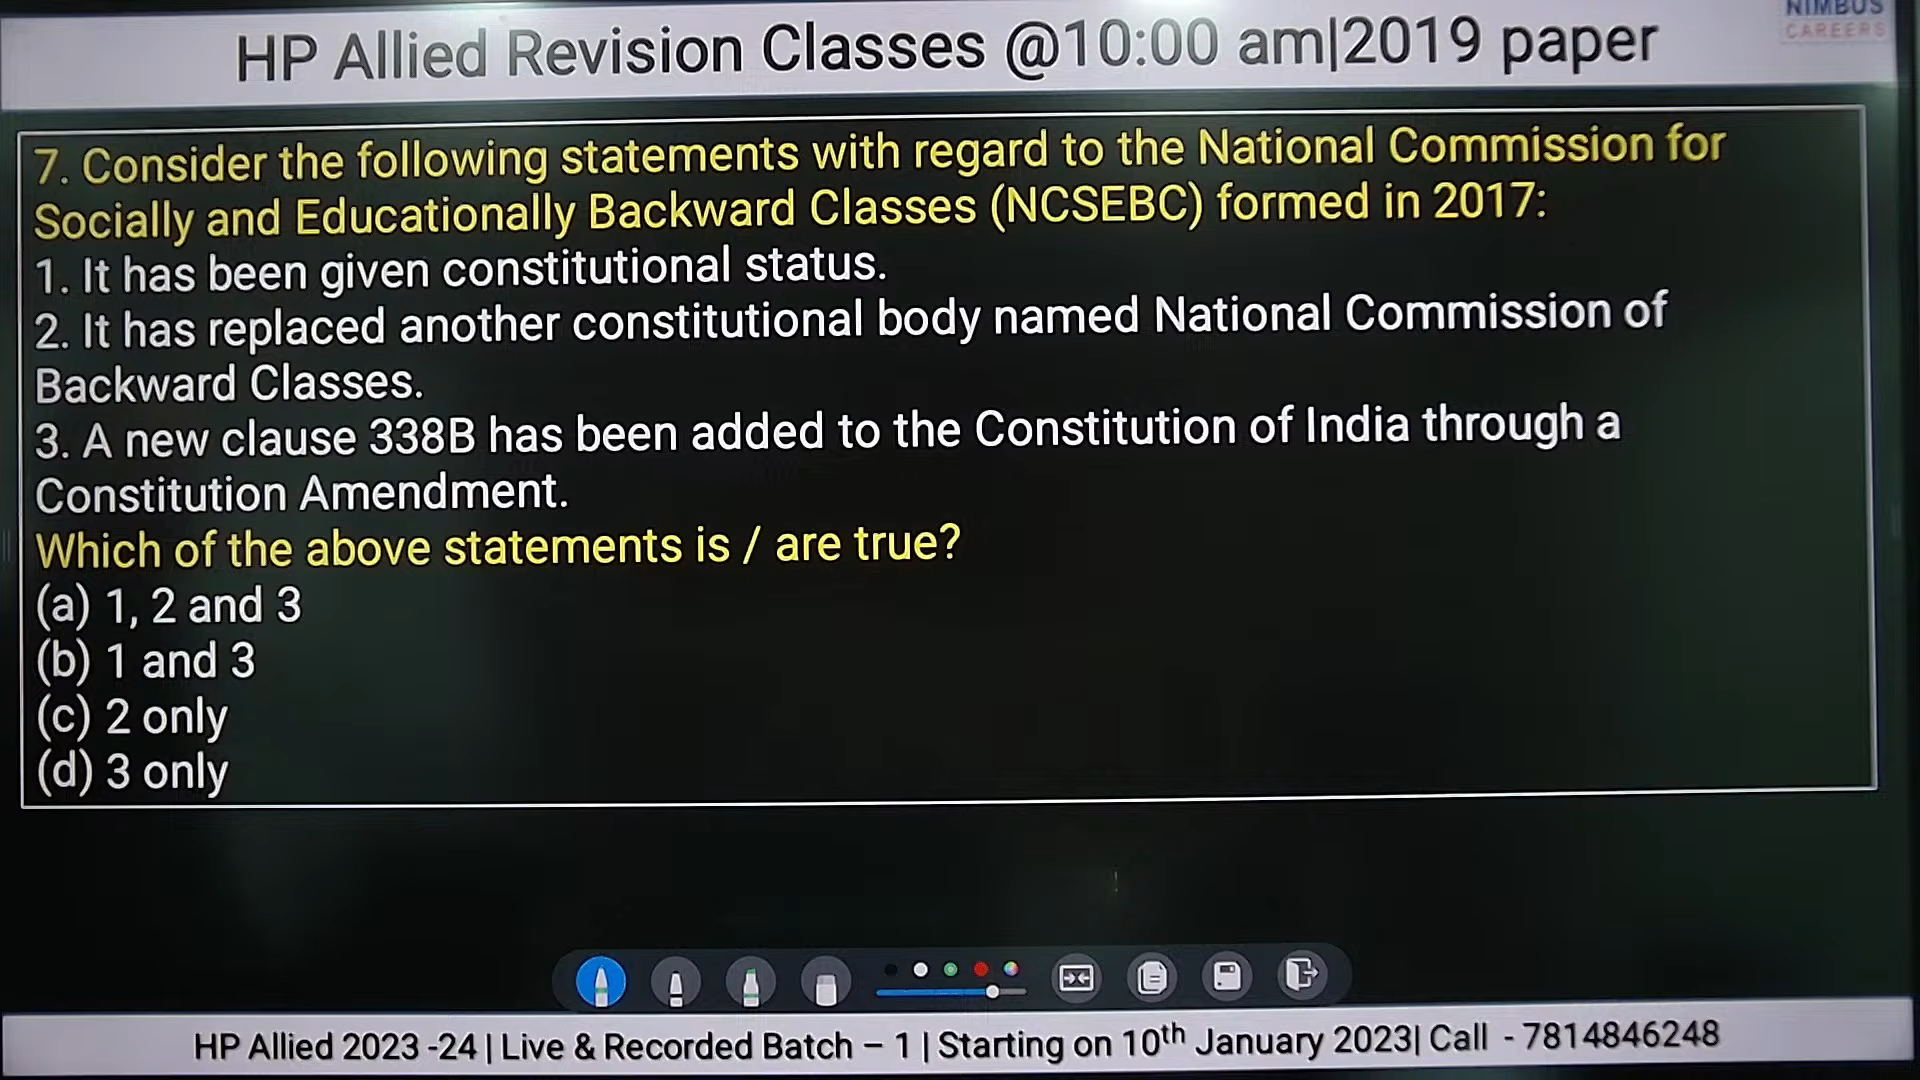 NIMBUS
CAREERS
HP Allied Revision Classes @10:00 am|2019 paper
7. Consider the following statements with regard to the National Commission for
Socially and Educationally Backward Classes (NCSEBC) formed in 2017:
1. It has been given constitutional status.
2. It has replaced another constitutional body named National Commission of
Backward Classes.
3. A new clause 338B has been added to the Constitution of India through a
Constitution Amendment.
Which of the above statements is / are true?
(a) 1, 2 and 3
(b) 1 and 3
(c) 2 only
(d) 3 only
HP Allied 2023 -24 | Live & Recorded Batch – 1 | Starting on 10th January 2023| Call - 7814846248